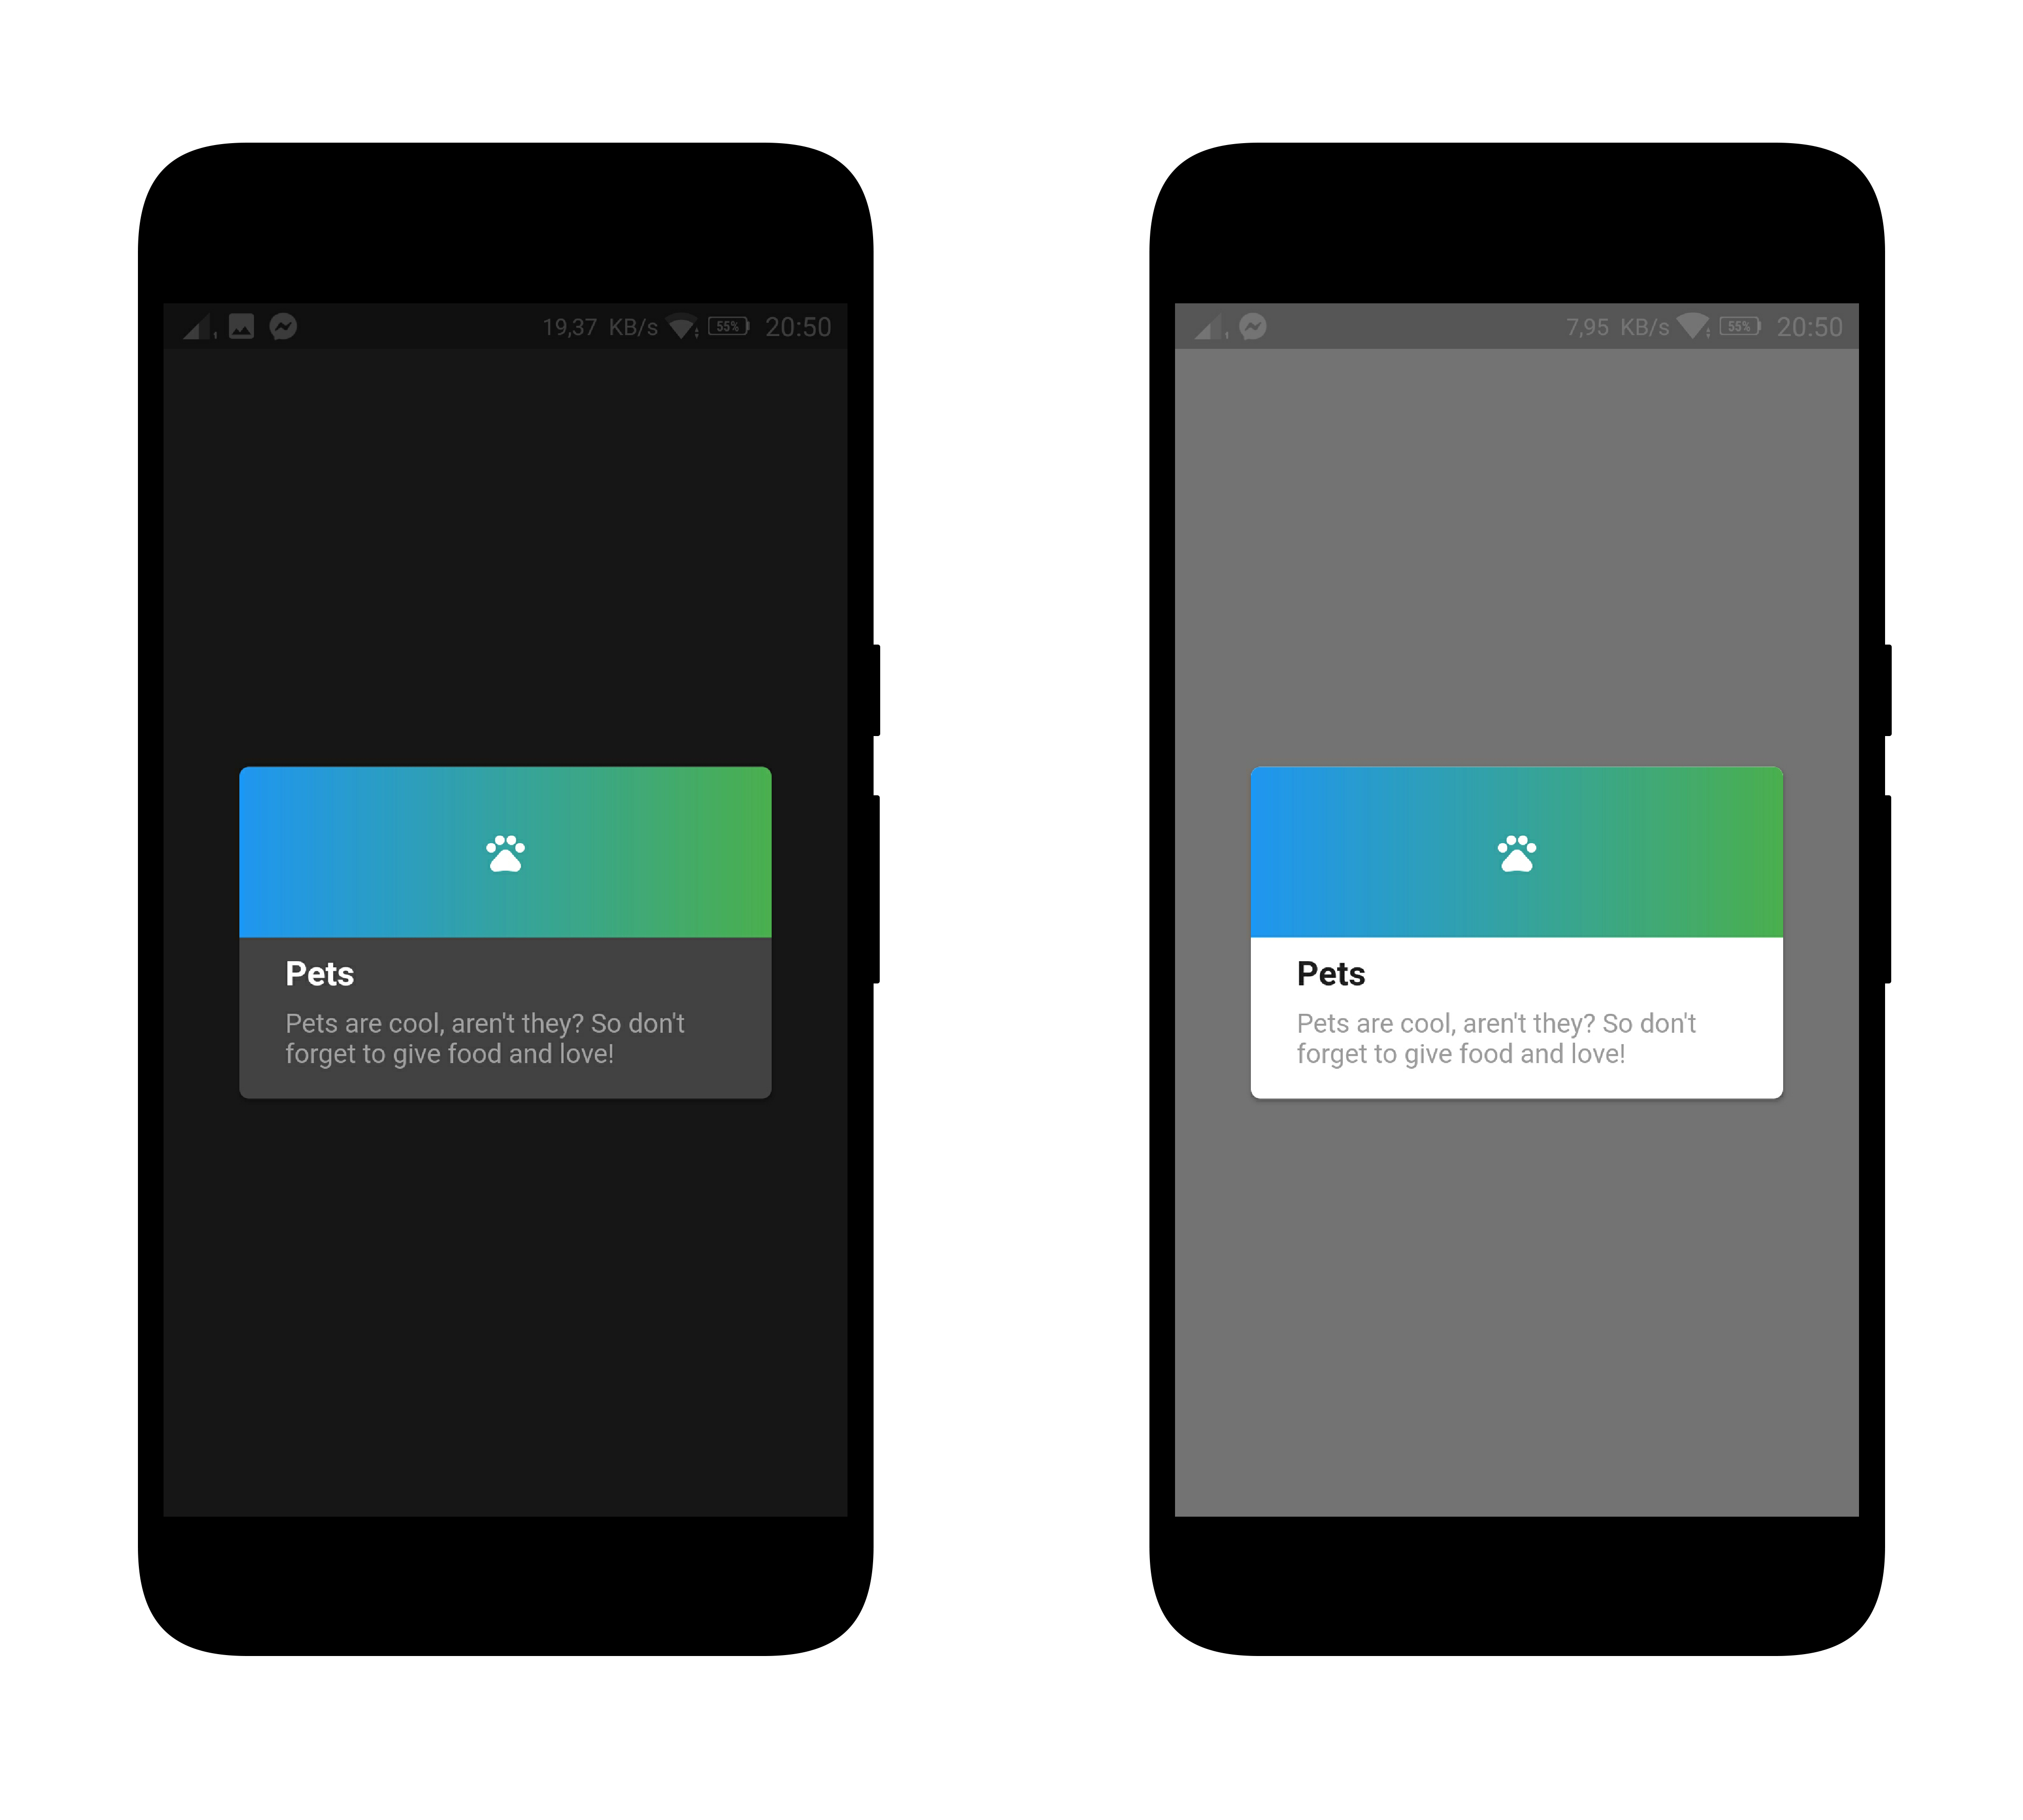 19,37 KB/s 55% 20:50
Pets
Pets are cool, aren't they? So don't
forget to give food and love!
7,95 KB/s 55% 20:50
Pets
Pets are cool, aren't they? So don't
forget to give food and love!